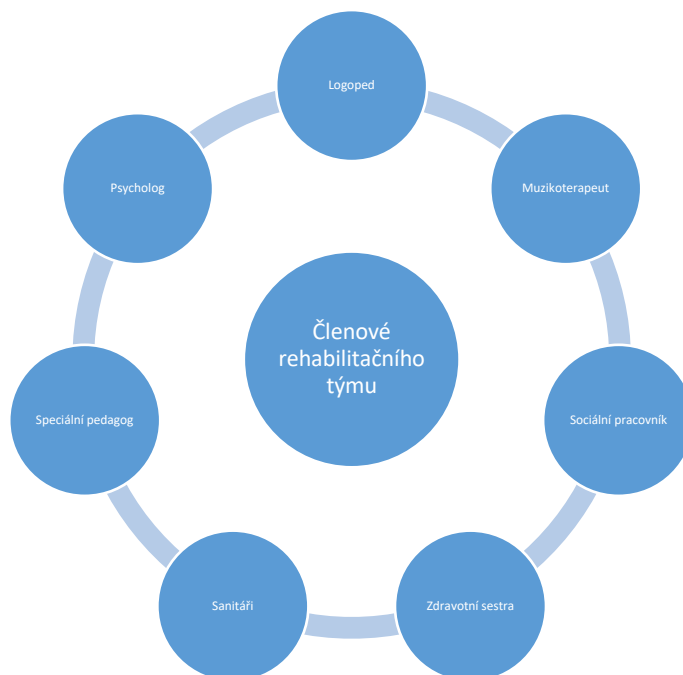 Logoped
Muzikoterapeut
Sociální pracovník
Zdravotní sestra
Sanitáři
Speciální pedagog
Psycholog
Členové
rehabilitačního
týmu